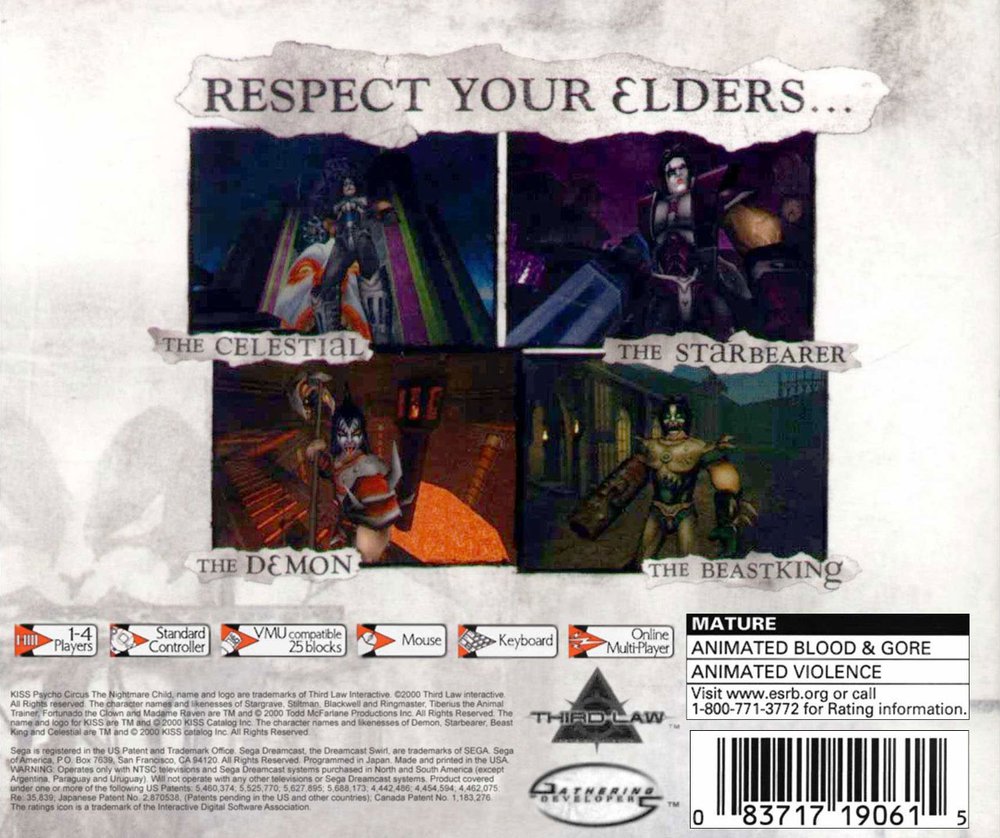 RESPECT YOUR ELDERS...
THE CELESTIAL
THE STARBEARER
THE DEMON
THE BEASTKING
1-4
Players
Standard
Controller
VMU compatible
25 blocks
Mouse
Keyboard
Online
Multi-Player
MATURE
ANIMATED BLOOD & GORE
ANIMATED VIOLENCE
Visit www.esrb.org or call
1-800-771-3772 for Rating information.
KISS Psycho Circus The Nightmare Child, name and logo are trademarks of Third Law Interactive. ©2000 Third Law interactive.
All Rights reserved. The character names and likenesses of Stargrave, Stilman, Blackwell and Ringmaster, Tiberius the Animal
Trainer, Fortunado the Clown and Madame Raven are TM and © 2000 Todd McFarlane Productions Inc. All Rights Reserved. The
name and logo for KISS are TM and © 2000 KISS Catalog Inc. The character names and likenesses of Demon, Starbearer, Beast
King and Celestial are TM and © 2000 KISS catalog Inc. All Rights Reserved.
Sega is registered in the US Patent and Trademark Office. Sega Dreamcast, the Dreamcast Swirl, are trademarks of SEGA. Sega
of America, P.O. Box 7639, San Francisco, CA 94120. All Rights Reserved. Programmed in Japan. Made and printed in the USA.
WARNING: Operates only with NTSC televisions and Sega Dreamcast systems purchased in North and South America (except
Argentina, Paraguay and Uruguay). Will not operate with any other televisions or Sega Dreamcast systems. Product covered
under one or more of the following US Patents: 5,460,374; 5,525,770; 5,627,895; 5,688,173; 4,442,486; 4,454,594; 4,462,076;
Re. 35,839; Japanese Patent No. 2,870538, (Patents pending in the US and other countries); Canada Patent No. 1,183,276.
The ratings icon is a trademark of the Interactive Digital Software Association.
THIRD LAW TM
GATHERING
DEVELOPERS TM
0 83717 19061 5